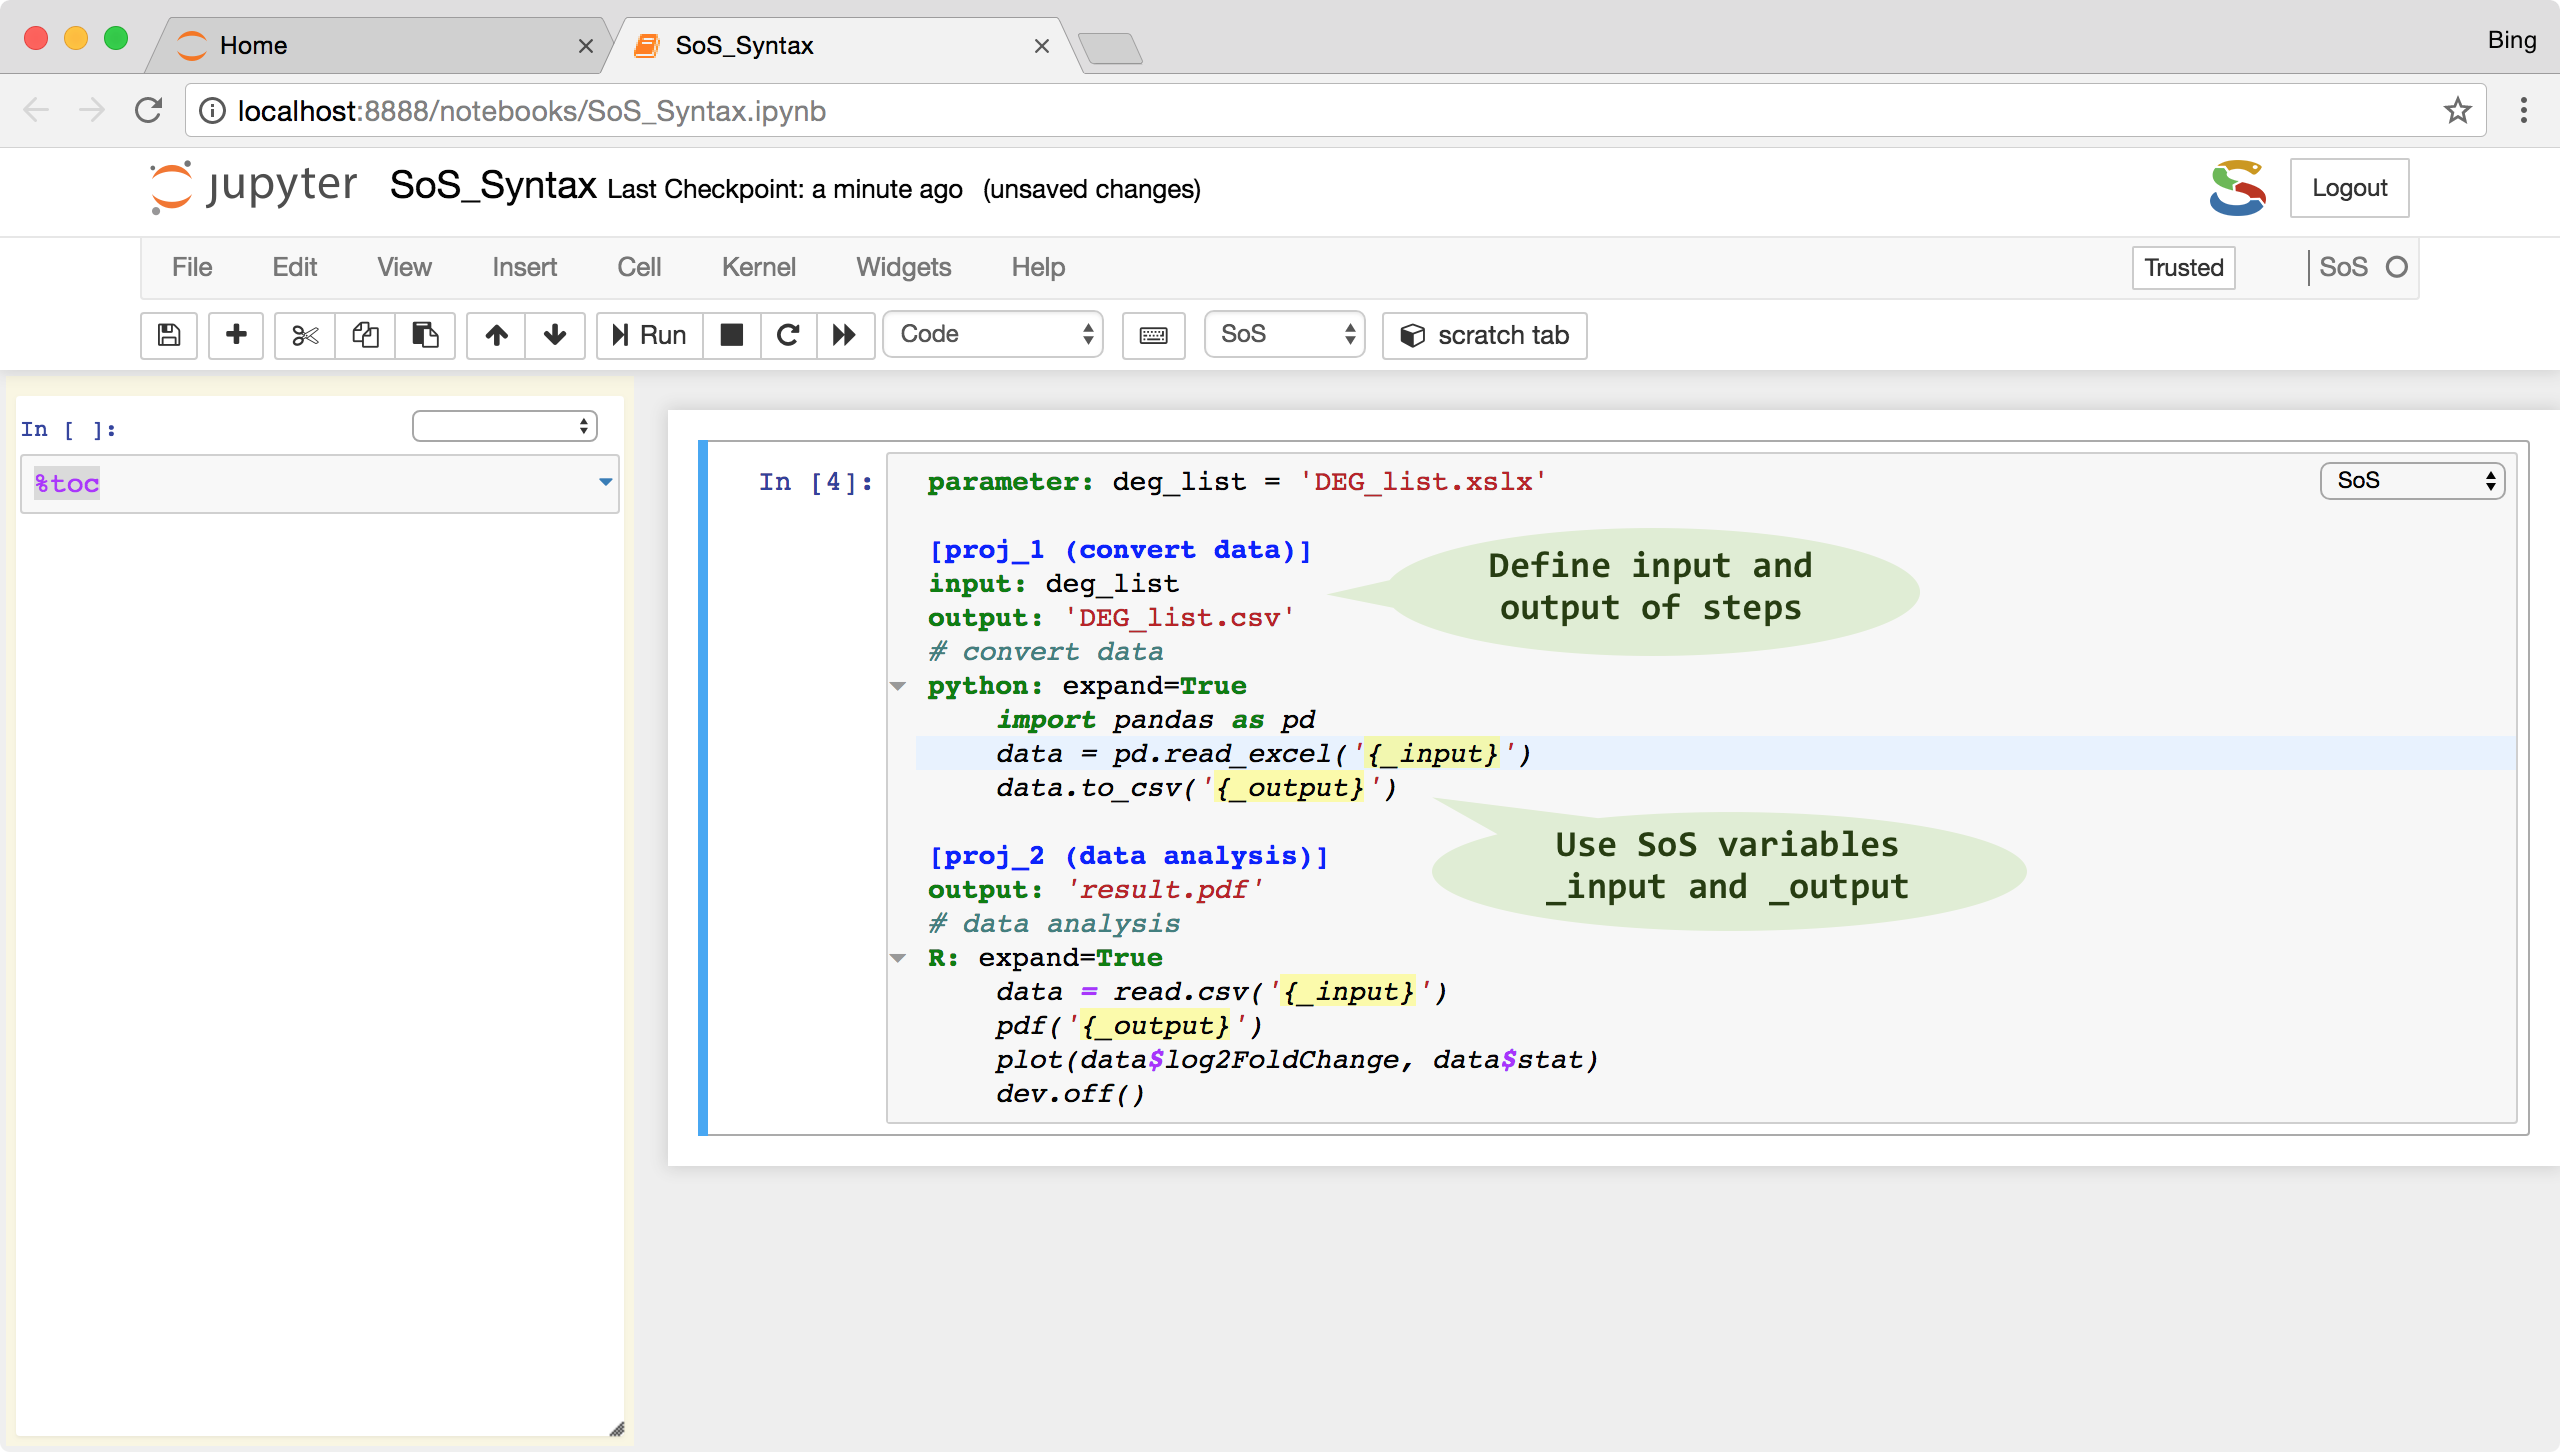 Home
SoS_Syntax
Bing
localhost:8888/notebooks/SoS_Syntax.ipynb
jupyter SoS_Syntax Last Checkpoint: a minute ago (unsaved changes)
Logout
File Edit View Insert Cell Kernel Widgets Help
Trusted
SoS
Run
Code
SoS
scratch tab
In [ ]:
%toc
In [4]:
parameter: deg_list = 'DEG_list.xslx'
SoS
[proj_1 (convert data)]
input: deg_list
output: 'DEG_list.csv'
# convert data
python: expand=True
import pandas as pd
data = pd.read_excel('{_input}')
data.to_csv('{_output}')
Define input and
output of steps
[proj_2 (data analysis)]
output: 'result.pdf'
# data analysis
R: expand=True
data = read.csv('{_input}')
pdf('{_output}')
plot(data$log2FoldChange, data$stat)
dev.off()
Use SoS variables
_input and _output